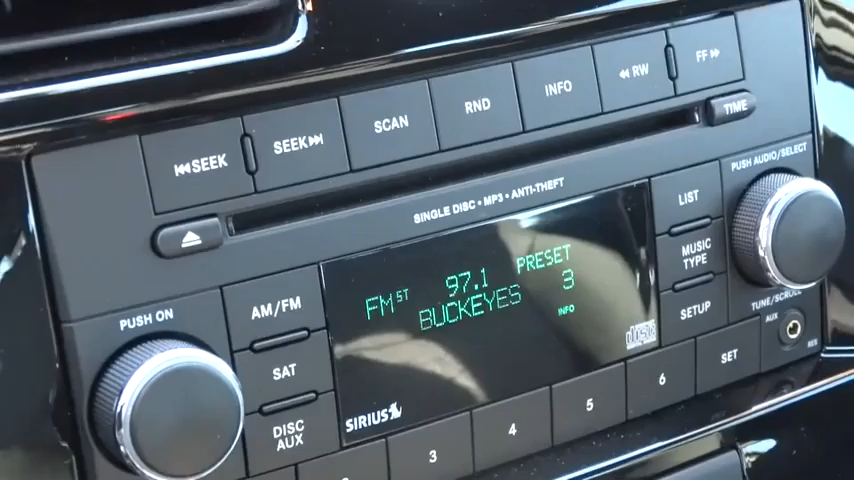 ⏮SEEK
SEEK⏭
SCAN
RND
INFO
◀◀ RW
FF ▶▶
TIME
SINGLE DISC • MP3 • ANTI-THEFT
PUSH AUDIO/SELECT
LIST
MUSIC
TYPE
SETUP
TUNE/SCROLL
AUX
PUSH ON
AM/FM
SAT
DISC
AUX
FM ST
97.1
PRESET
BUCKEYES
3
INFO
disc
SIRIUS
3
4
5
6
SET